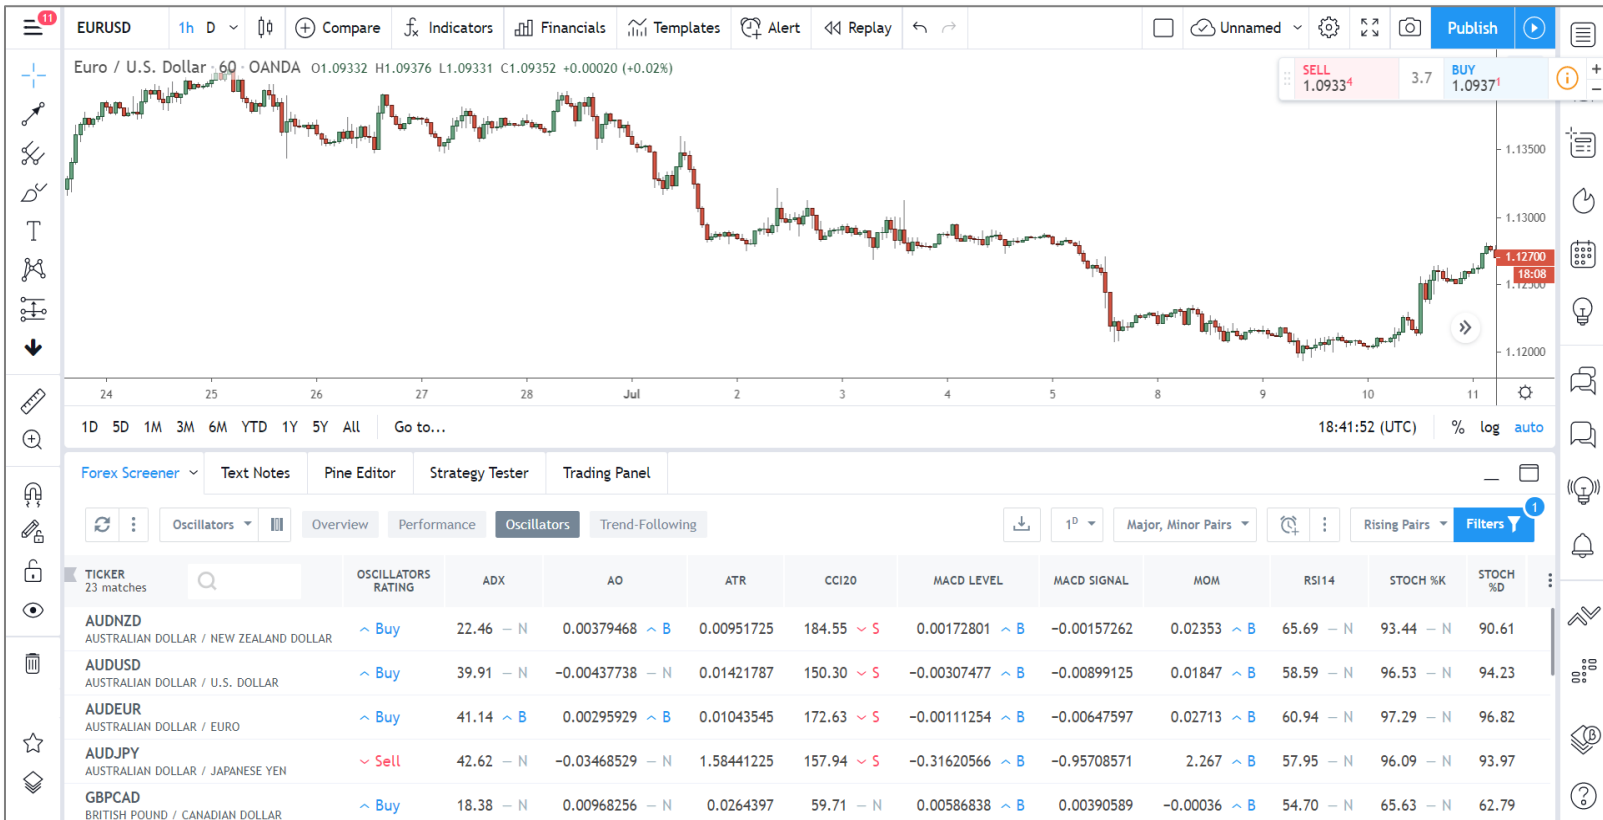 11 EURUSD 1h D Compare Indicators Financials Templates Alert Replay Unnamed Publish
Euro / U.S. Dollar · 60 · OANDA O1.09332 H1.09376 L1.09331 C1.09352 +0.00020 (+0.02%)
SELL 1.09334 3.7 BUY 1.09371
1.13500
1.13000
1.12700
18:08
1.12500
1.12000
24 25 26 27 28 Jul 2 3 4 5 8 9 10 11
1D 5D 1M 3M 6M YTD 1Y 5Y All Go to... 18:41:52 (UTC) % log auto
Forex Screener Text Notes Pine Editor Strategy Tester Trading Panel
Oscillators Overview Performance Oscillators Trend-Following 1D Major, Minor Pairs Rising Pairs Filters 1
TICKER OSCILLATORS RATING ADX AO ATR CCI20 MACD LEVEL MACD SIGNAL MOM RSI14 STOCH %K STOCH %D
23 matches
AUDNZD
AUSTRALIAN DOLLAR / NEW ZEALAND DOLLAR
Buy 22.46 — N 0.00379468 B 0.00951725 184.55 S 0.00172801 B −0.00157262 0.02353 B 65.69 — N 93.44 — N 90.61
AUDUSD
AUSTRALIAN DOLLAR / U.S. DOLLAR
Buy 39.91 — N −0.00437738 — N 0.01421787 150.30 S −0.00307477 B −0.00899125 0.01847 B 58.59 — N 96.53 — N 94.23
AUDEUR
AUSTRALIAN DOLLAR / EURO
Buy 41.14 B 0.00295929 B 0.01043545 172.63 S −0.00111254 B −0.00647597 0.02713 B 60.94 — N 97.29 — N 96.82
AUDJPY
AUSTRALIAN DOLLAR / JAPANESE YEN
Sell 42.62 — N −0.03468529 — N 1.58441225 157.94 S −0.31620566 B −0.95708571 2.267 B 57.95 — N 96.09 — N 93.97
GBPCAD
BRITISH POUND / CANADIAN DOLLAR
Buy 18.38 — N 0.00968256 — N 0.0264397 59.71 — N 0.00586838 B 0.00390589 −0.00036 B 54.70 — N 65.63 — N 62.79